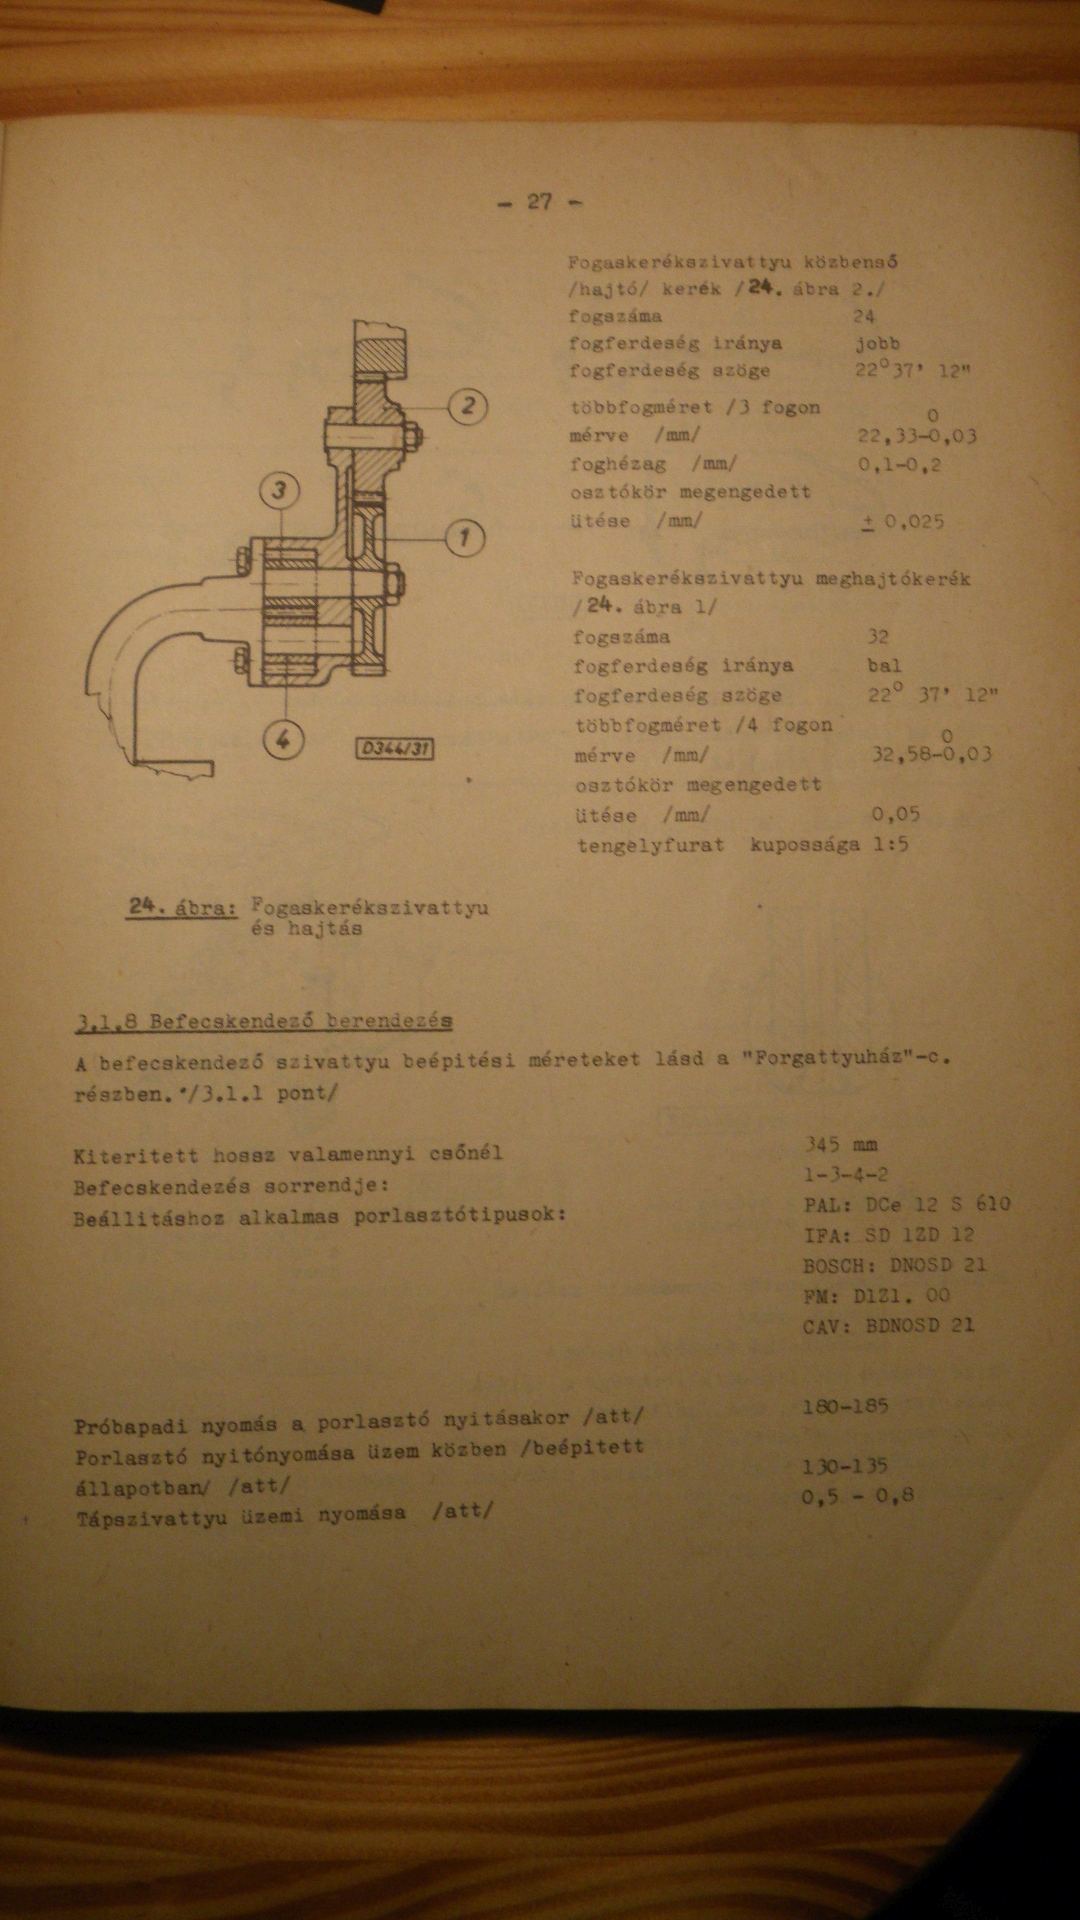 - 27 -
Fogaskerékszivattyu közbenső
/hajtó/ kerék /24. ábra 2./
fogszáma 24
fogferdeség iránya jobb
fogferdeség szöge 22°37' 12"
többfogméret /3 fogon
mérve /mm/ 22,33-0,03 0
foghézag /mm/ 0,1-0,2
osztókör megengedett
ütése /mm/ ± 0,025
Fogaskerékszivattyu meghajtókerék
/24. ábra 1/
fogszáma 32
fogferdeség iránya bal
fogferdeség szöge 22° 37' 12"
többfogméret /4 fogon
mérve /mm/ 32,58-0,03 0
osztókör megengedett
ütése /mm/ 0,05
tengelyfurat kupossága 1:5
2
3
1
4
D344/31
24. ábra: Fogaskerékszivattyu
és hajtás
3.1.8 Befecskendező berendezés
A befecskendező szivattyu beépitési méreteket lásd a "Forgattyuház"-c.
részben. /3.1.1 pont/
Kiteritett hossz valamennyi csőnél 345 mm
Befecskendezés sorrendje: 1-3-4-2
Beállitáshoz alkalmas porlasztótipusok: PAL: DCe 12 S 610
IFA: SD 1ZD 12
BOSCH: DNOSD 21
FM: D1Z1. 00
CAV: BDNOSD 21
Próbapadi nyomás a porlasztó nyitásakor /att/ 180-185
Porlasztó nyitónyomása üzem közben /beépitett
állapotban/ /att/ 130-135
Tápszivattyu üzemi nyomása /att/ 0,5 - 0,8